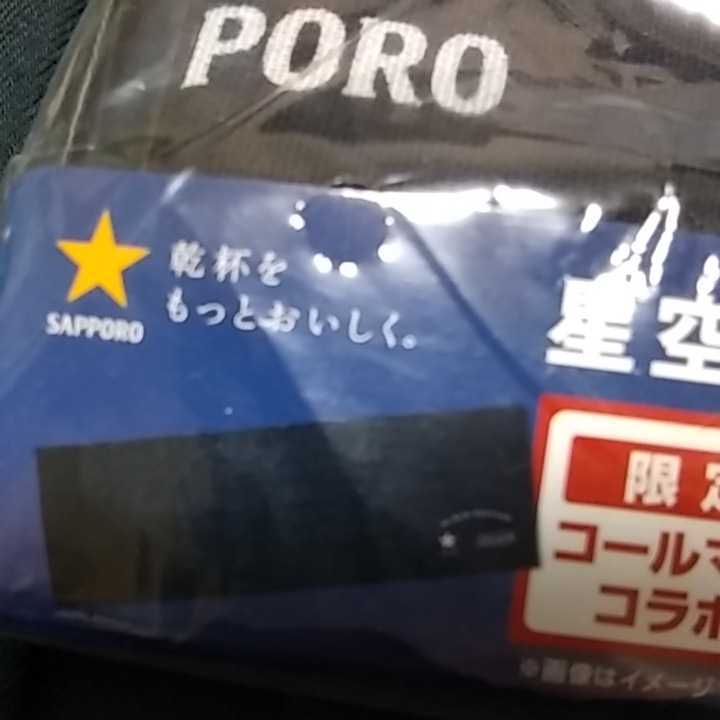 PORO
SAPPORO
乾杯を
もっとおいしく。
星空
限定
コールマ
コラボ
※画像はイメージ